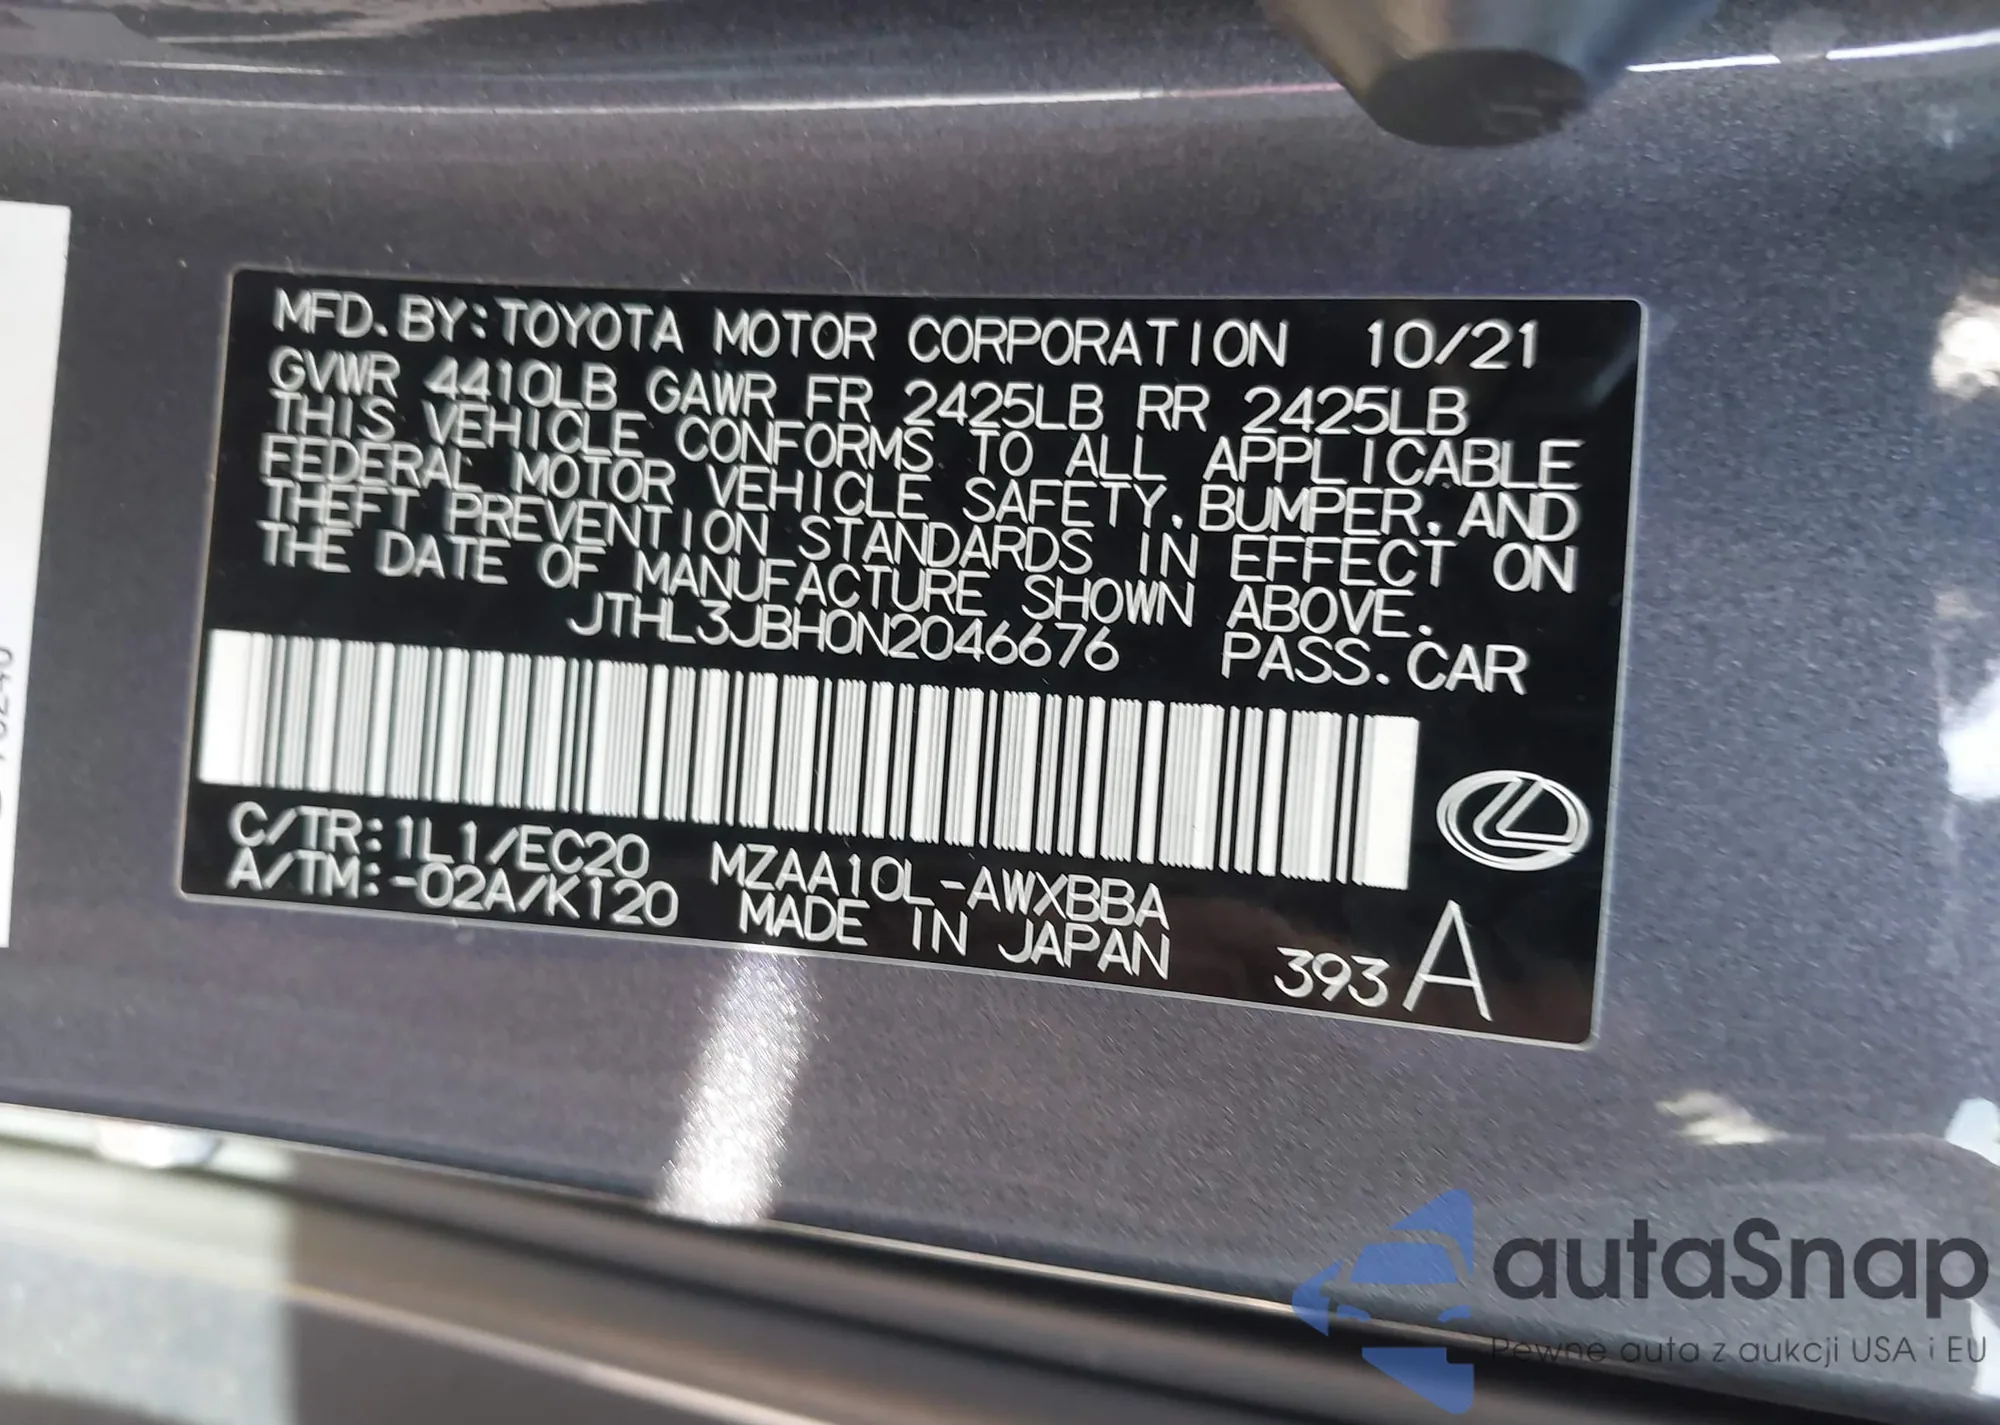 MFD. BY: TOYOTA MOTOR CORPORATION 10/21
GVWR 4410LB GAWR FR 2425LB RR 2425LB
THIS VEHICLE CONFORMS TO ALL APPLICABLE
FEDERAL MOTOR VEHICLE SAFETY, BUMPER, AND
THEFT PREVENTION STANDARDS IN EFFECT ON
THE DATE OF MANUFACTURE SHOWN ABOVE.
JTHL3JBH0N2046676 PASS. CAR
C/TR: 1L1/EC20 MZAA10L-AWXBBA
A/TM: -02A/K120 MADE IN JAPAN 393 A
autaSnap
Pewne auta z aukcji USA i EU